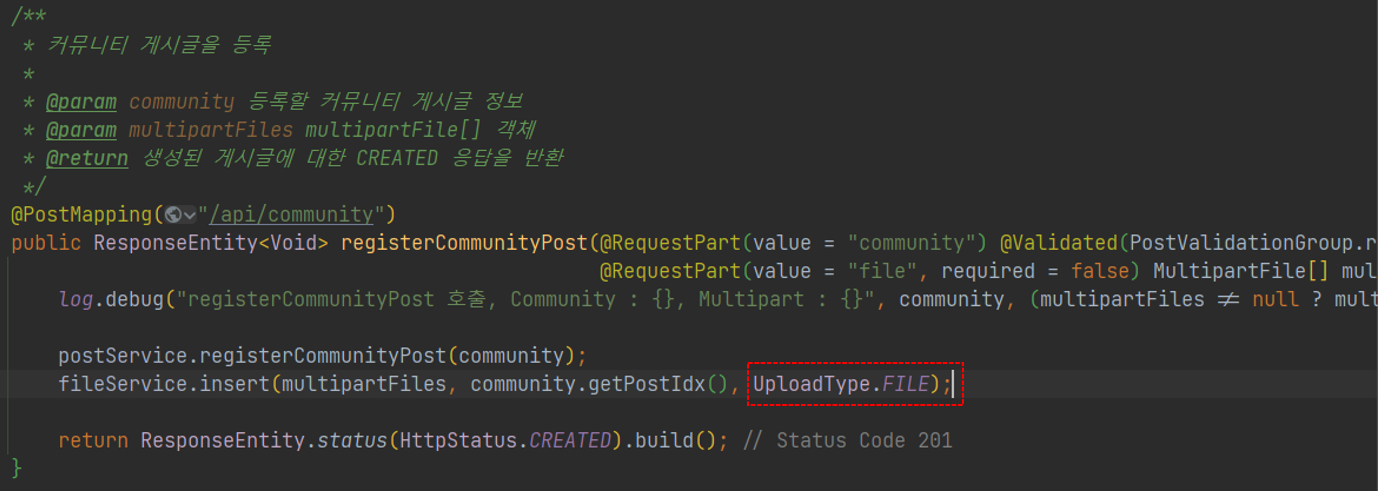 /**
* 커뮤니티 게시글을 등록
*
* @param community 등록할 커뮤니티 게시글 정보
* @param multipartFiles multipartFile[] 객체
* @return 생성된 게시글에 대한 CREATED 응답을 반환
*/
@PostMapping("/api/community")
public ResponseEntity<Void> registerCommunityPost(@RequestPart(value = "community") @Validated(PostValidationGroup.r
@RequestPart(value = "file", required = false) MultipartFile[] mul
log.debug("registerCommunityPost 호출, Community : {}, Multipart : {}", community, (multipartFiles ≠ null ? mult
postService.registerCommunityPost(community);
fileService.insert(multipartFiles, community.getPostIdx(), UploadType.FILE);
return ResponseEntity.status(HttpStatus.CREATED).build(); // Status Code 201
}